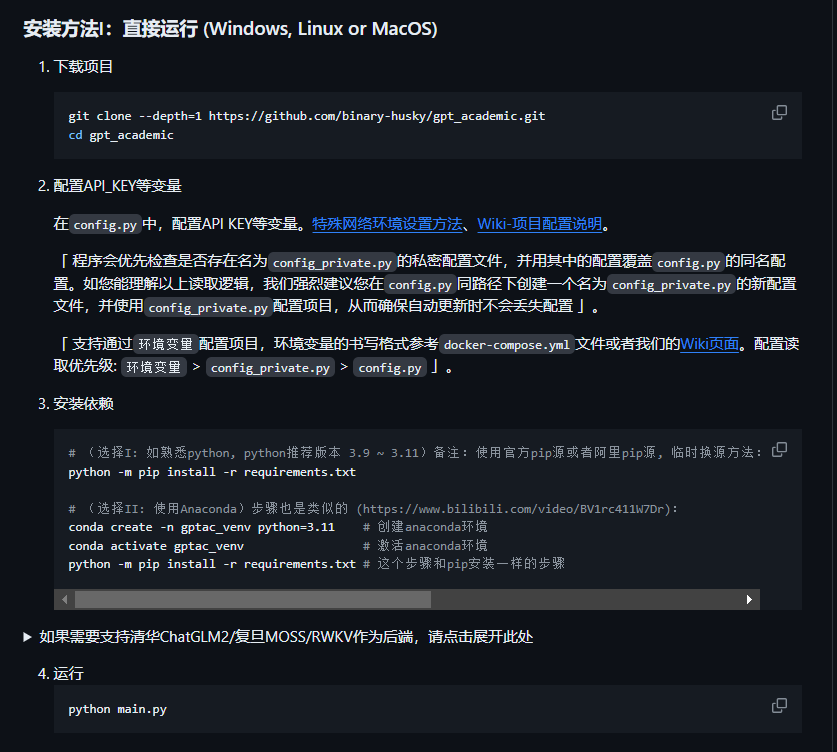 安装方法I：直接运行 (Windows, Linux or MacOS)
1. 下载项目
git clone --depth=1 https://github.com/binary-husky/gpt_academic.git
cd gpt_academic
2. 配置API_KEY等变量
在config.py中，配置API KEY等变量。特殊网络环境设置方法、Wiki-项目配置说明。
「 程序会优先检查是否存在名为config_private.py的私密配置文件，并用其中的配置覆盖config.py的同名配
置。如您能理解以上读取逻辑，我们强烈建议您在config.py同路径下创建一个名为config_private.py的新配置
文件，并使用config_private.py配置项目，从而确保自动更新时不会丢失配置 」。
「 支持通过环境变量配置项目，环境变量的书写格式参考docker-compose.yml文件或者我们的Wiki页面。配置读
取优先级: 环境变量 > config_private.py > config.py 」。
3. 安装依赖
# （选择I: 如熟悉python, python推荐版本 3.9 ~ 3.11）备注：使用官方pip源或者阿里pip源, 临时换源方法：
python -m pip install -r requirements.txt
# （选择II: 使用Anaconda）步骤也是类似的 (https://www.bilibili.com/video/BV1rc411W7Dr):
conda create -n gptac_venv python=3.11 # 创建anaconda环境
conda activate gptac_venv # 激活anaconda环境
python -m pip install -r requirements.txt # 这个步骤和pip安装一样的步骤
如果需要支持清华ChatGLM2/复旦MOSS/RWKV作为后端，请点击展开此处
4. 运行
python main.py